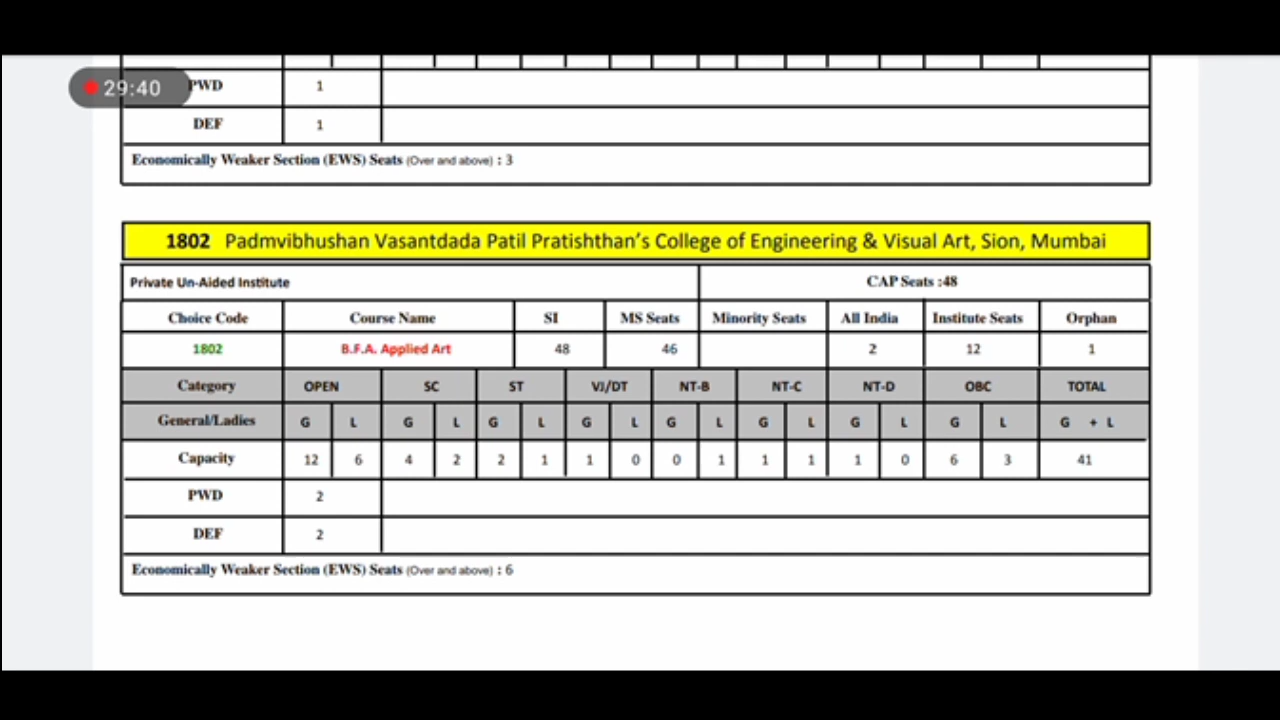 29:40
PWD 1
DEF 1
Economically Weaker Section (EWS) Seats (Over and above) : 3
1802 Padmvibhushan Vasantdada Patil Pratishthan's College of Engineering & Visual Art, Sion, Mumbai
Private Un-Aided Institute CAP Seats :48
Choice Code Course Name SI MS Seats Minority Seats All India Institute Seats Orphan
1802 B.F.A. Applied Art 48 46 2 12 1
Category OPEN SC ST VJ/DT NT-B NT-C NT-D OBC TOTAL
General/Ladies G L G L G L G L G L G L G L G L G + L
Capacity 12 6 4 2 2 1 1 0 0 1 1 1 1 0 6 3 41
PWD 2
DEF 2
Economically Weaker Section (EWS) Seats (Over and above) : 6